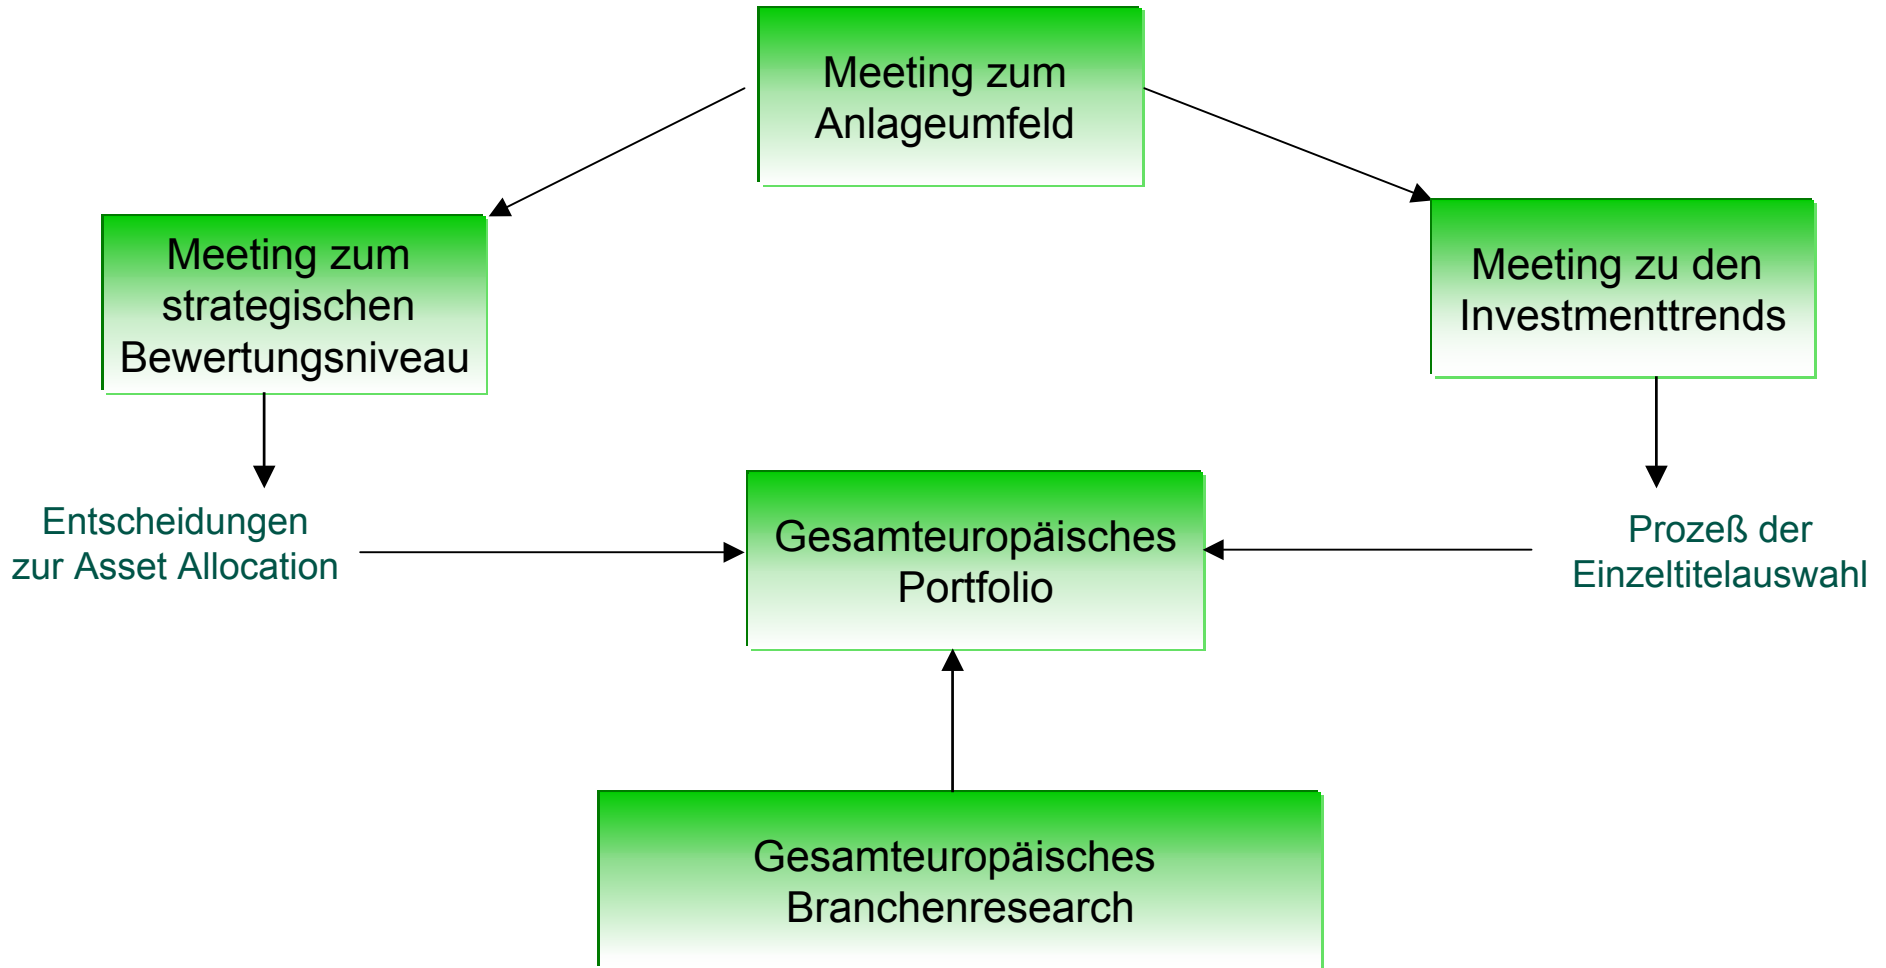 Meeting zum
Anlageumfeld
Meeting zum
strategischen
Bewertungsniveau
Meeting zu den
Investmenttrends
Entscheidungen
zur Asset Allocation
Gesamteuropäisches
Portfolio
Prozeß der
Einzeltitelauswahl
Gesamteuropäisches
Branchenresearch